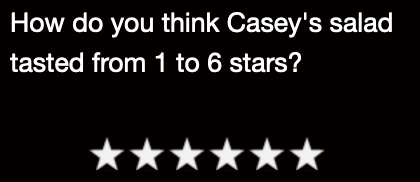 How do you think Casey's salad
tasted from 1 to 6 stars?